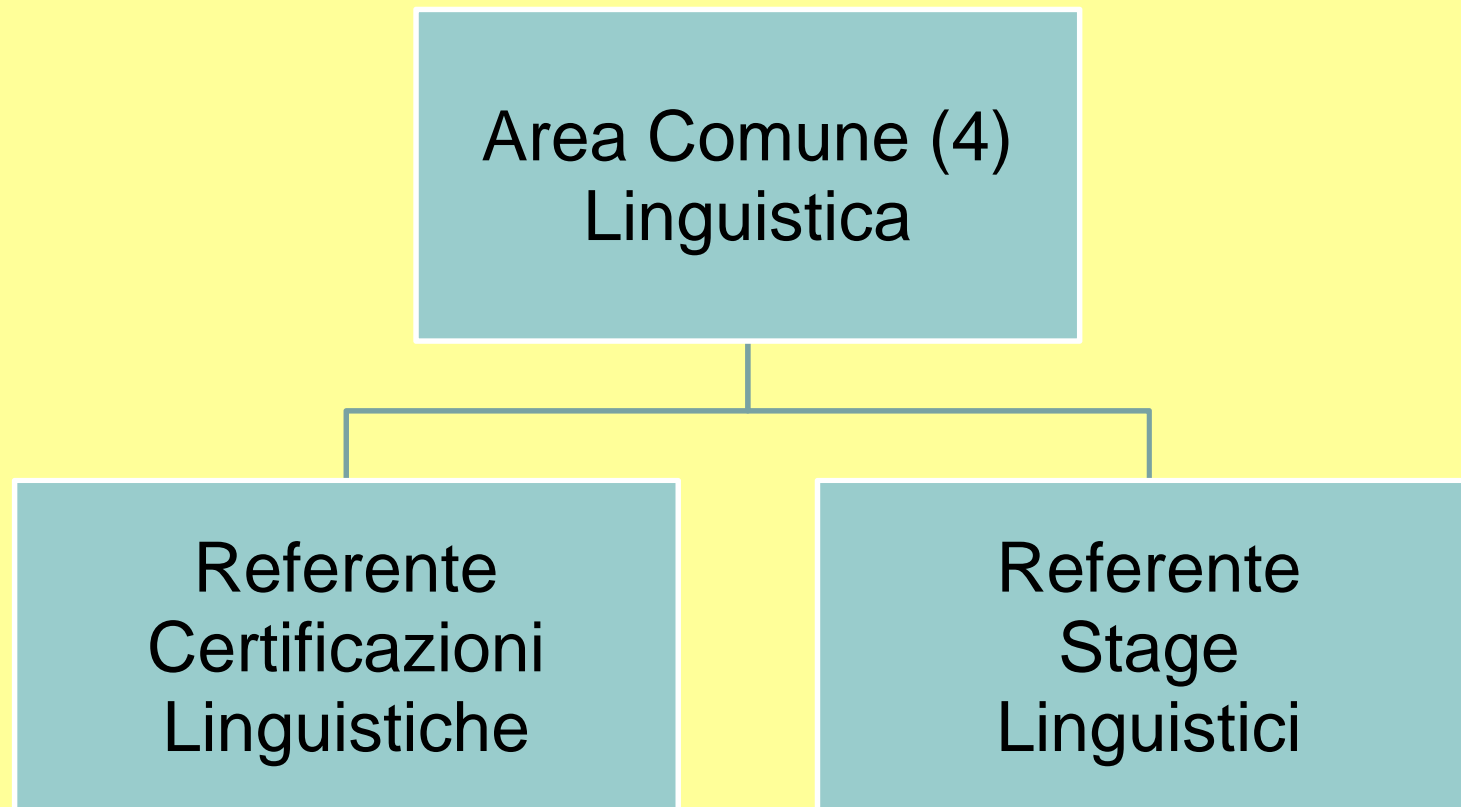 Area Comune (4)
Linguistica
Referente
Certificazioni
Linguistiche
Referente
Stage
Linguistici